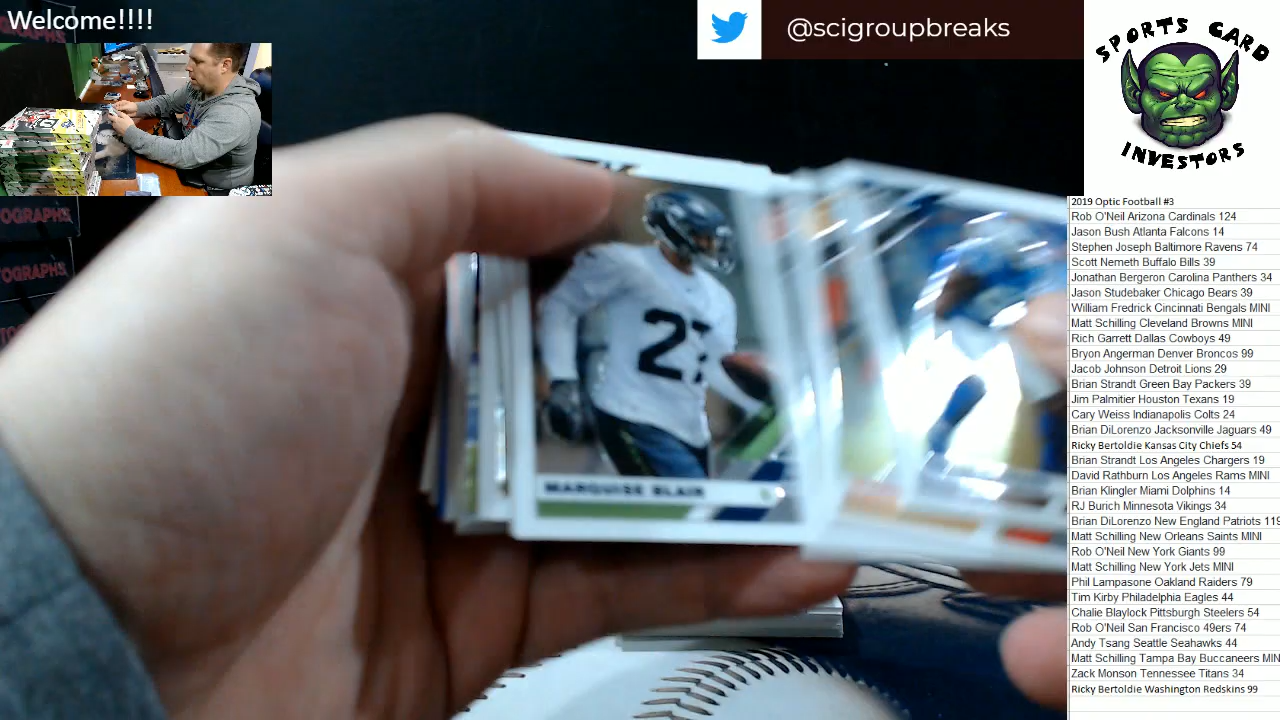 Welcome!!!!
@scigroupbreaks
SPORTS CARD
INVESTORS
TOGRAPHS
TOGRAPHS
27
MARQUISE BLAIR
2019 Optic Football #3
Rob O'Neil Arizona Cardinals 124
Jason Bush Atlanta Falcons 14
Stephen Joseph Baltimore Ravens 74
Scott Nemeth Buffalo Bills 39
Jonathan Bergeron Carolina Panthers 34
Jason Studebaker Chicago Bears 39
William Fredrick Cincinnati Bengals MINI
Matt Schilling Cleveland Browns MINI
Rich Garrett Dallas Cowboys 49
Bryon Angerman Denver Broncos 99
Jacob Johnson Detroit Lions 29
Brian Strandt Green Bay Packers 39
Jim Palmitier Houston Texans 19
Cary Weiss Indianapolis Colts 24
Brian DiLorenzo Jacksonville Jaguars 49
Ricky Bertoldie Kansas City Chiefs 54
Brian Strandt Los Angeles Chargers 19
David Rathburn Los Angeles Rams MINI
Brian Klingler Miami Dolphins 14
RJ Burich Minnesota Vikings 34
Brian DiLorenzo New England Patriots 119
Matt Schilling New Orleans Saints MINI
Rob O'Neil New York Giants 99
Matt Schilling New York Jets MINI
Phil Lampasone Oakland Raiders 79
Tim Kirby Philadelphia Eagles 44
Chalie Blaylock Pittsburgh Steelers 54
Rob O'Neil San Francisco 49ers 74
Andy Tsang Seattle Seahawks 44
Matt Schilling Tampa Bay Buccaneers MIN
Zack Monson Tennessee Titans 34
Ricky Bertoldie Washington Redskins 99